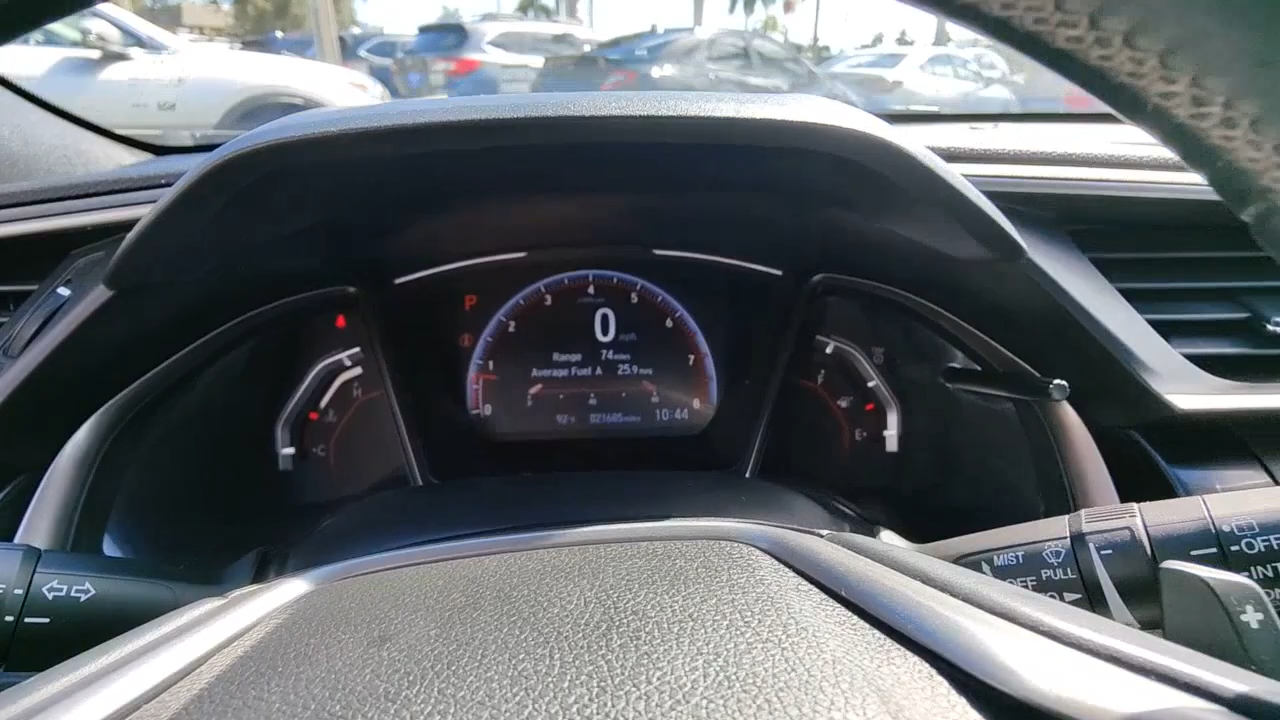 P
0 1 2 3 4 5 6 7 8
0 mph
Range 74 miles
Average Fuel A 25.9 mpg
92°F 021685 miles 10:44
H
C
F
E
MIST
OFF PULL
-OFF
-INT
+